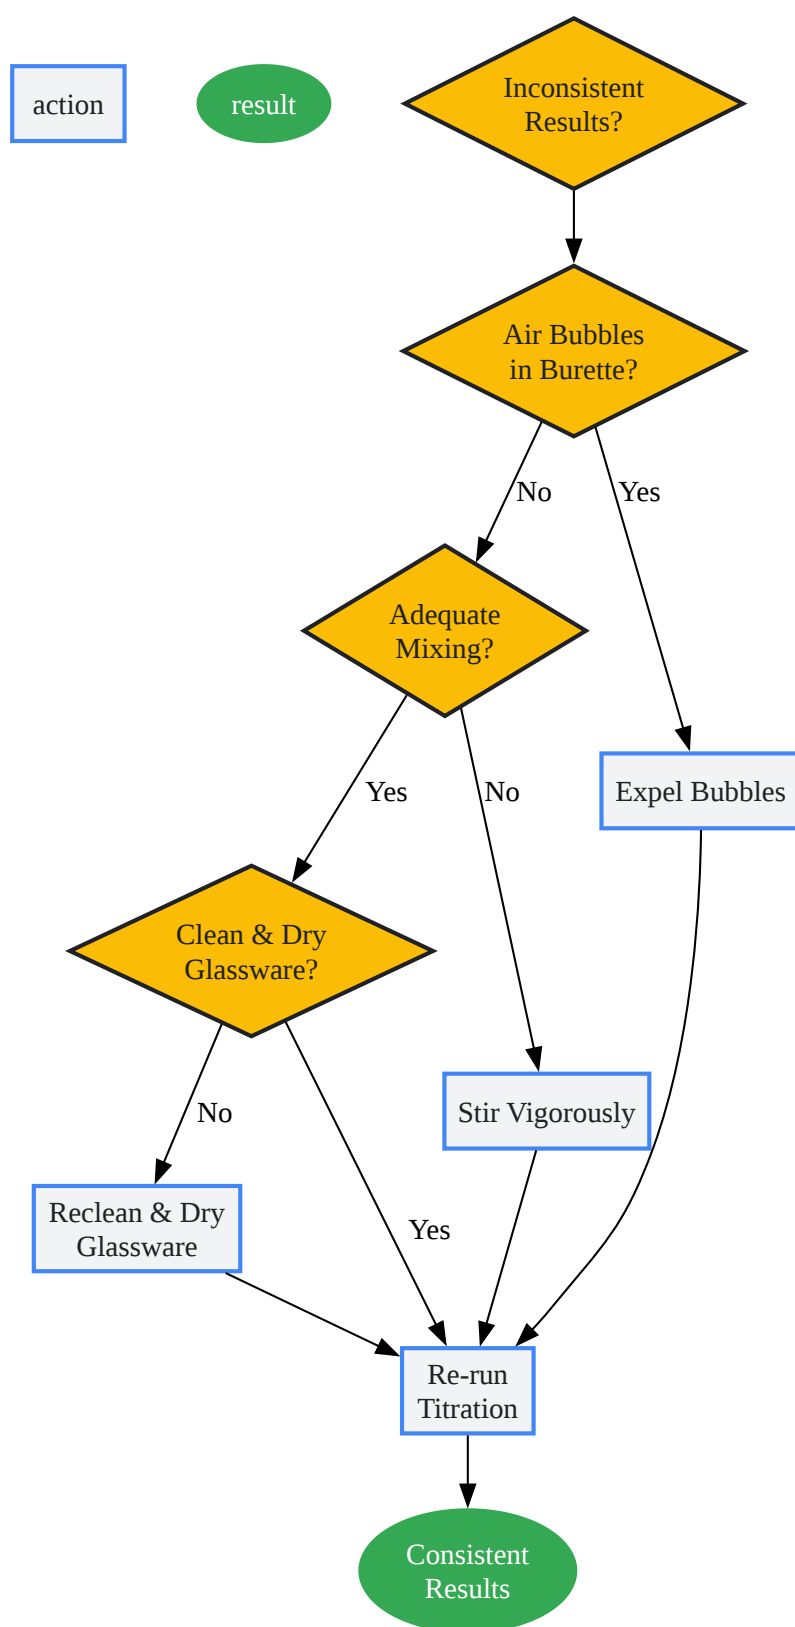 action
result
Inconsistent
Results?
Air Bubbles
in Burette?
No
Yes
Adequate
Mixing?
Yes
No
Expel Bubbles
Clean & Dry
Glassware?
No
Stir Vigorously
Reclean & Dry
Glassware
Yes
Re-run
Titration
Consistent
Results